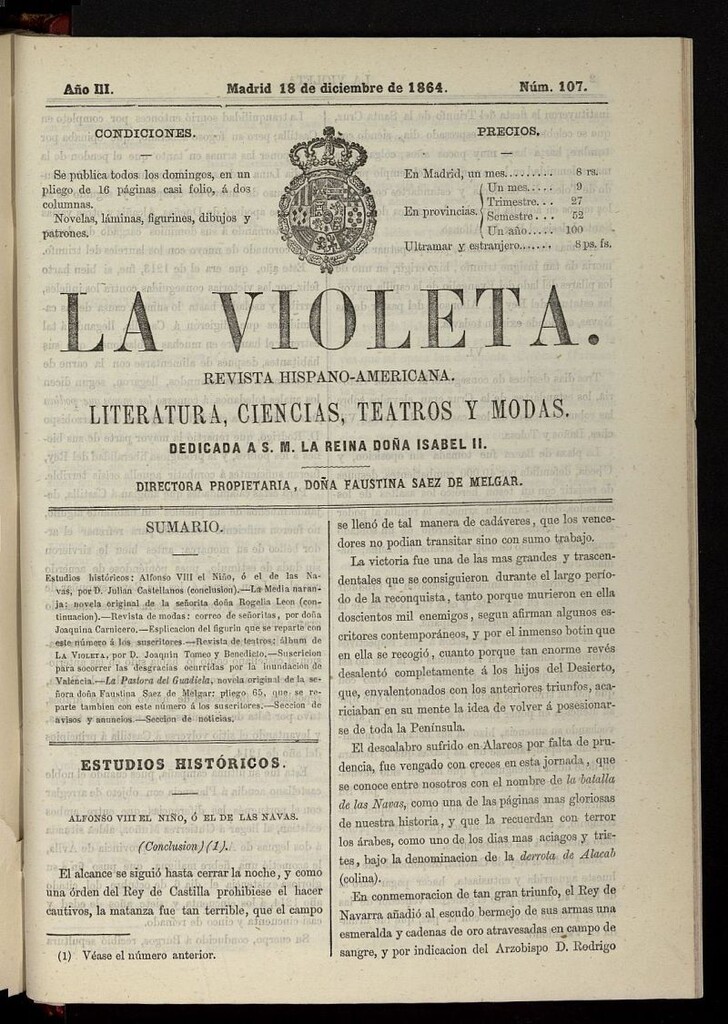 Año III.
Madrid 18 de diciembre de 1864.
Núm. 107.
CONDICIONES.
Se publica todos los domingos, en un
pliego de 16 páginas casi folio, á dos
columnas.
Novelas, láminas, figurines, dibujos y
patrones.
PRECIOS.
En Madrid, un mes......... 8 rs.
En provincias.
Un mes..... 9
Trimestre... 27
Semestre... 52
Un año..... 100
Ultramar y estranjero...... 8 ps. fs.
LA VIOLETA.
REVISTA HISPANO-AMERICANA.
LITERATURA, CIENCIAS, TEATROS Y MODAS.
DEDICADA A S. M. LA REINA DOÑA ISABEL II.
DIRECTORA PROPIETARIA, DOÑA FAUSTINA SAEZ DE MELGAR.
SUMARIO.
Estudios históricos: Alfonso VIII el Niño, ó el de las Na-
vas, por D. Julian Castellanos (conclusion).—La Media naran-
ja: novela original de la señorita doña Rogelia Leon (con-
tinuacion).—Revista de modas: correo de señoritas, por doña
Joaquina Carnicero.—Esplicacion del figurin que se reparte con
este número á los suscritores.—Revista de teatros: álbum de
LA VIOLETA, por D. Joaquin Tomeo y Benedicto.—Suscricion
para socorrer las desgracias ocurridas por la inundacion de
Valencia.—La Pastora del Guadiela, novela original de la se-
ñora doña Faustina Saez de Melgar: pliego 65, que se re-
parte tambien con este número á los suscritores.—Seccion de
avisos y anuncios.—Seccion de noticias.
ESTUDIOS HISTÓRICOS.
ALFONSO VIII EL NIÑO, Ó EL DE LAS NAVAS.
(Conclusion) (1).
El alcance se siguió hasta cerrar la noche, y como
una órden del Rey de Castilla prohibiese el hacer
cautivos, la matanza fue tan terrible, que el campo
(1) Véase el número anterior.
se llenó de tal manera de cadáveres, que los vence-
dores no podian transitar sino con sumo trabajo.
La victoria fue una de las mas grandes y trascen-
dentales que se consiguieron durante el largo perío-
do de la reconquista, tanto porque murieron en ella
doscientos mil enemigos, segun afirman algunos es-
critores contemporáneos, y por el inmenso botin que
en ella se recogió, cuanto porque tan enorme revés
desalentó completamente á los hijos del Desierto,
que, envalentonados con los anteriores triunfos, aca-
riciaban en su mente la idea de volver á posesionar-
se de toda la Península.
El descalabro sufrido en Alarcos por falta de pru-
dencia, fue vengado con creces en esta jornada, que
se conoce entre nosotros con el nombre de la batalla
de las Navas, como una de las páginas mas gloriosas
de nuestra historia, y que la recuerdan con terror
los árabes, como uno de los dias mas aciagos y tris-
tes, bajo la denominacion de la derrota de Alacab
(colina).
En conmemoracion de tan gran triunfo, el Rey de
Navarra añadió al escudo bermejo de sus armas una
esmeralda y cadenas de oro atravesadas en campo de
sangre, y por indicacion del Arzobispo D. Rodrigo